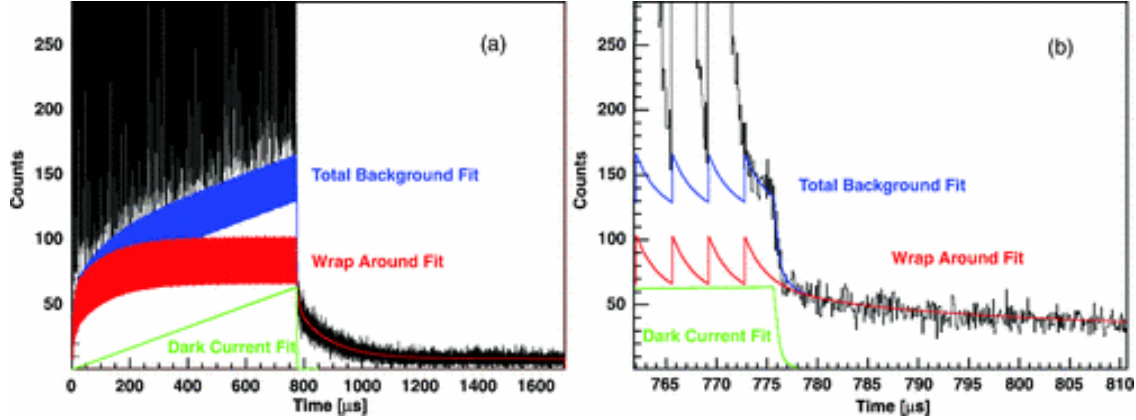 (a)
250
200
150
100
50
Counts
Total Background Fit
Wrap Around Fit
Dark Current Fit
0 200 400 600 800 1000 1200 1400 1600
Time [µs]
(b)
250
200
150
100
50
Counts
Total Background Fit
Wrap Around Fit
Dark Current Fit
765 770 775 780 785 790 795 800 805 810
Time [µs]